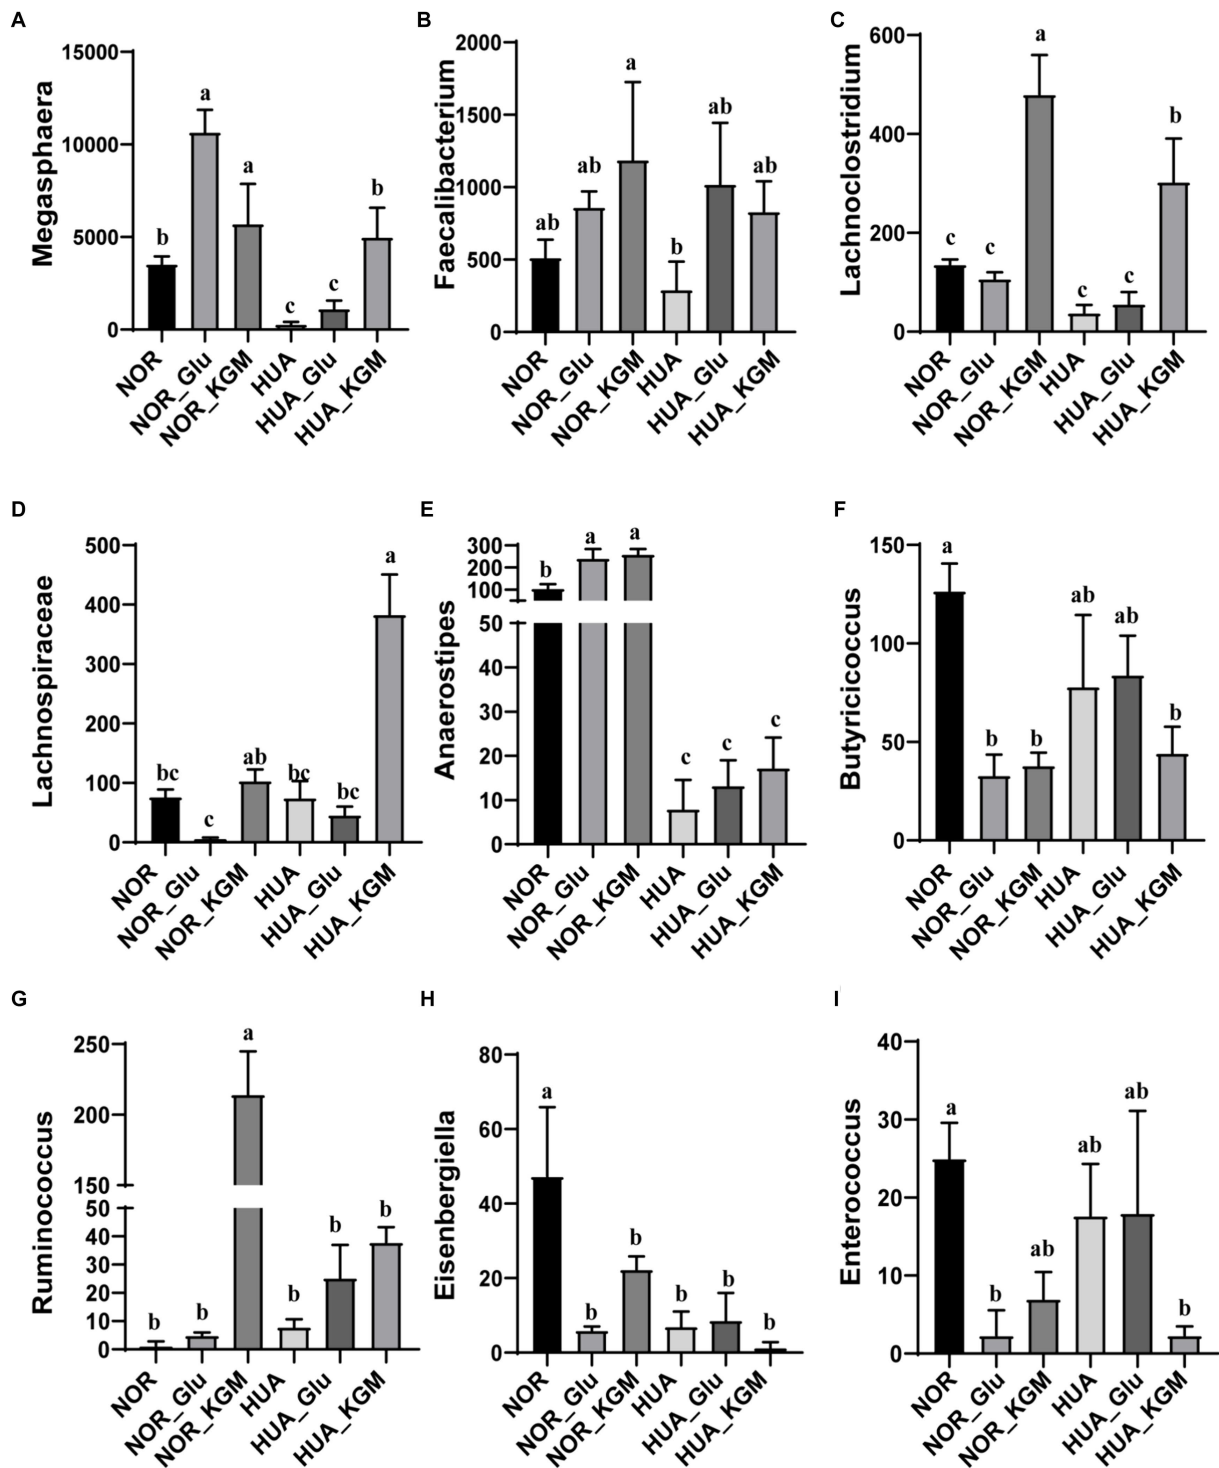 A
Megasphaera
15000
10000
5000
0
b
a
a
c
c
b
NOR
NOR_Glu
NOR_KGM
HUA
HUA_Glu
HUA_KGM
B
Faecalibacterium
2000
1500
1000
500
0
ab
ab
a
b
ab
ab
NOR
NOR_Glu
NOR_KGM
HUA
HUA_Glu
HUA_KGM
C
Lachnoclostridium
600
400
200
0
c
c
a
c
c
b
NOR
NOR_Glu
NOR_KGM
HUA
HUA_Glu
HUA_KGM
D
Lachnospiraceae
500
400
300
200
100
0
bc
c
ab
bc
bc
a
NOR
NOR_Glu
NOR_KGM
HUA
HUA_Glu
HUA_KGM
E
Anaerostipes
300
200
100
50
40
30
20
10
0
b
a
a
c
c
c
NOR
NOR_Glu
NOR_KGM
HUA
HUA_Glu
HUA_KGM
F
Butyricicoccus
150
100
50
0
a
b
b
ab
ab
b
NOR
NOR_Glu
NOR_KGM
HUA
HUA_Glu
HUA_KGM
G
Ruminococcus
250
200
150
50
40
30
20
10
0
b
b
a
b
b
b
NOR
NOR_Glu
NOR_KGM
HUA
HUA_Glu
HUA_KGM
H
Eisenbergiella
80
60
40
20
0
a
b
b
b
b
b
NOR
NOR_Glu
NOR_KGM
HUA
HUA_Glu
HUA_KGM
I
Enterococcus
40
30
20
10
0
a
b
ab
ab
ab
b
NOR
NOR_Glu
NOR_KGM
HUA
HUA_Glu
HUA_KGM